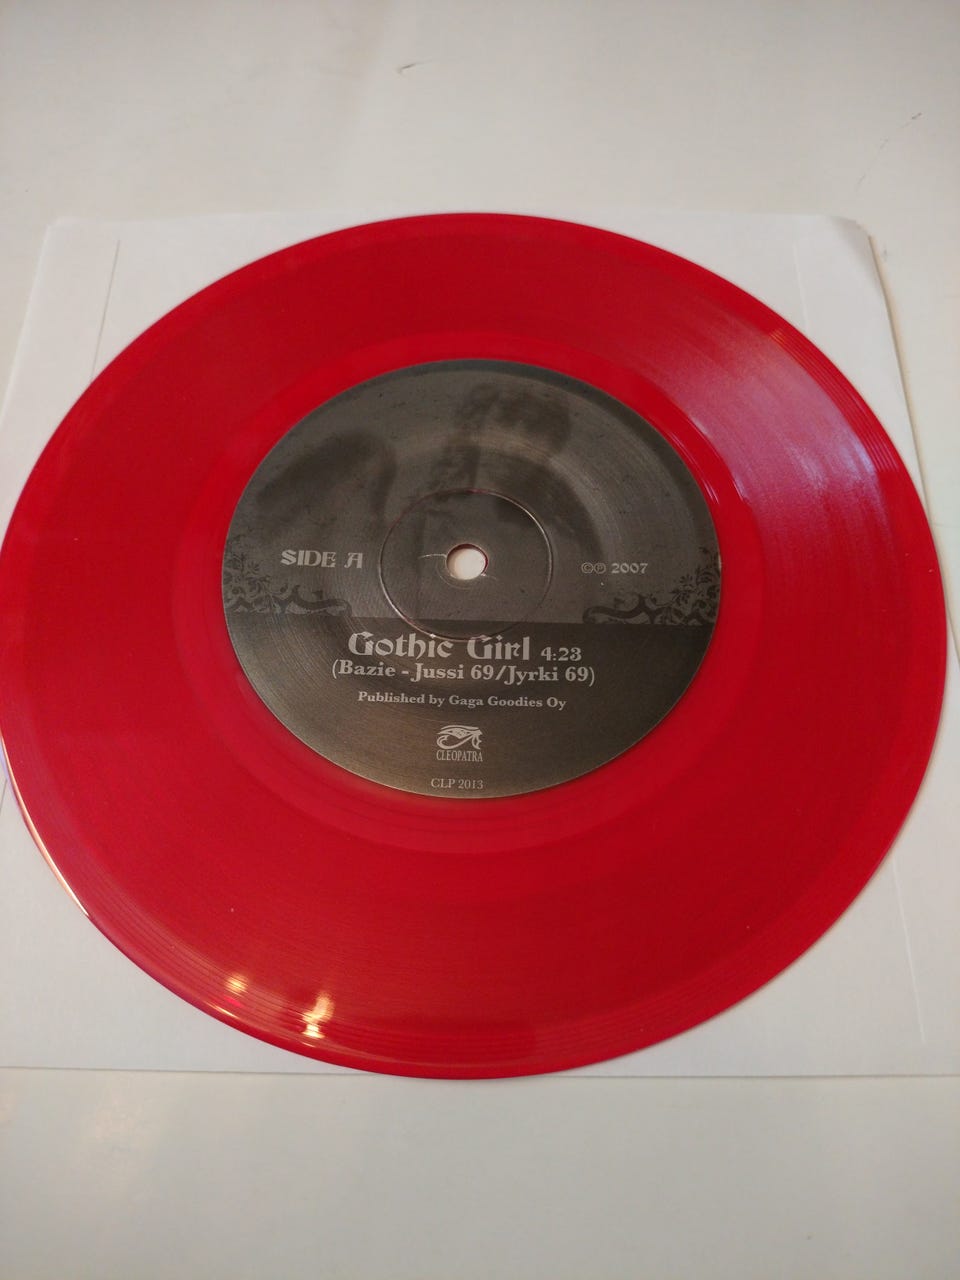 SIDE A
©℗ 2007
Gothic Girl 4:23
(Bazie - Jussi 69/Jyrki 69)
Published by Gaga Goodies Oy
CLEOPATRA
CLP 2013